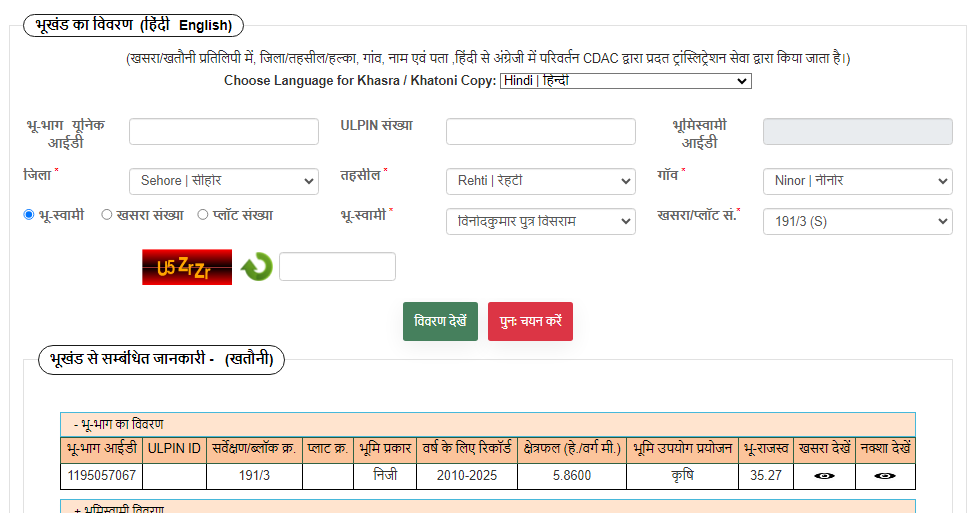 भूखंड का विवरण (हिंदी English)
(खसरा/खतौनी प्रतिलिपी में, जिला/तहसील/हल्का, गांव, नाम एवं पता ,हिंदी से अंग्रेजी में परिवर्तन CDAC द्वारा प्रदत ट्रांस्लिट्रेशन सेवा द्वारा किया जाता है।)
Choose Language for Khasra / Khatoni Copy: Hindi | हिन्दी
भू-भाग यूनिक आईडी ULPIN संख्या भूमिस्वामी आईडी
जिला * Sehore | सीहोर तहसील * Rehti | रेहटी गाँव * Ninor | नीनोर
भू-स्वामी खसरा संख्या प्लॉट संख्या भू-स्वामी * विनोदकुमार पुत्र विसराम खसरा/प्लॉट सं.* 191/3 (S)
U5ZrZr
विवरण देखें पुनः चयन करें
भूखंड से सम्बंधित जानकारी - (खतौनी)
- भू-भाग का विवरण
भू-भाग आईडी ULPIN ID सर्वेक्षण/ब्लॉक क्र. प्लाट क्र. भूमि प्रकार वर्ष के लिए रिकॉर्ड क्षेत्रफल (हे./वर्ग मी.) भूमि उपयोग प्रयोजन भू-राजस्व खसरा देखें नक्शा देखें
1195057067 191/3 निजी 2010-2025 5.8600 कृषि 35.27
+ भूमिस्वामी विवरण